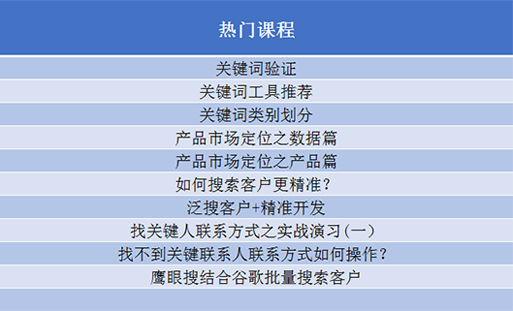 热门课程
关键词验证
关键词工具推荐
关键词类别划分
产品市场定位之数据篇
产品市场定位之产品篇
如何搜索客户更精准？
泛搜客户+精准开发
找关键人联系方式之实战演习(一）
找不到关键联系人联系方式如何操作？
鹰眼搜结合谷歌批量搜索客户